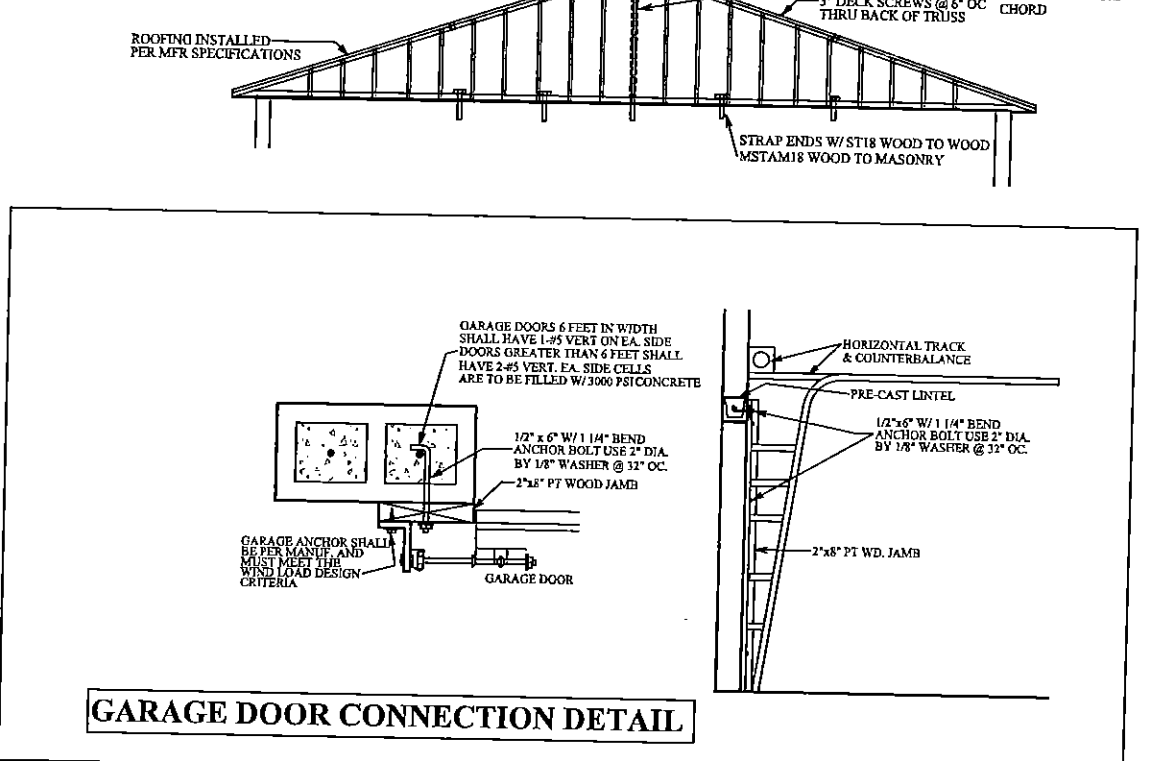 3" DECK SCREWS @ 6" OC
THRU BACK OF TRUSS
CHORD
ROOFING INSTALLED
PER MFR SPECIFICATIONS
STRAP ENDS W/ ST18 WOOD TO WOOD
MSTAM18 WOOD TO MASONRY
GARAGE DOORS 6 FEET IN WIDTH
SHALL HAVE 1-#5 VERT ON EA. SIDE
DOORS GREATER THAN 6 FEET SHALL
HAVE 2-#5 VERT. EA. SIDE CELLS
ARE TO BE FILLED W/ 3000 PSI CONCRETE
1/2" x 6" W/ 1 1/4" BEND
ANCHOR BOLT USE 2" DIA.
BY 1/8" WASHER @ 32" OC.
2"x8" PT WOOD JAMB
GARAGE ANCHOR SHALL
BE PER MANUF. AND
MUST MEET THE
WIND LOAD DESIGN
CRITERIA
GARAGE DOOR
HORIZONTAL TRACK
& COUNTERBALANCE
PRE-CAST LINTEL
1/2"x6" W/ 1 1/4" BEND
ANCHOR BOLT USE 2" DIA.
BY 1/8" WASHER @ 32" OC.
2"x8" PT WD. JAMB
GARAGE DOOR CONNECTION DETAIL